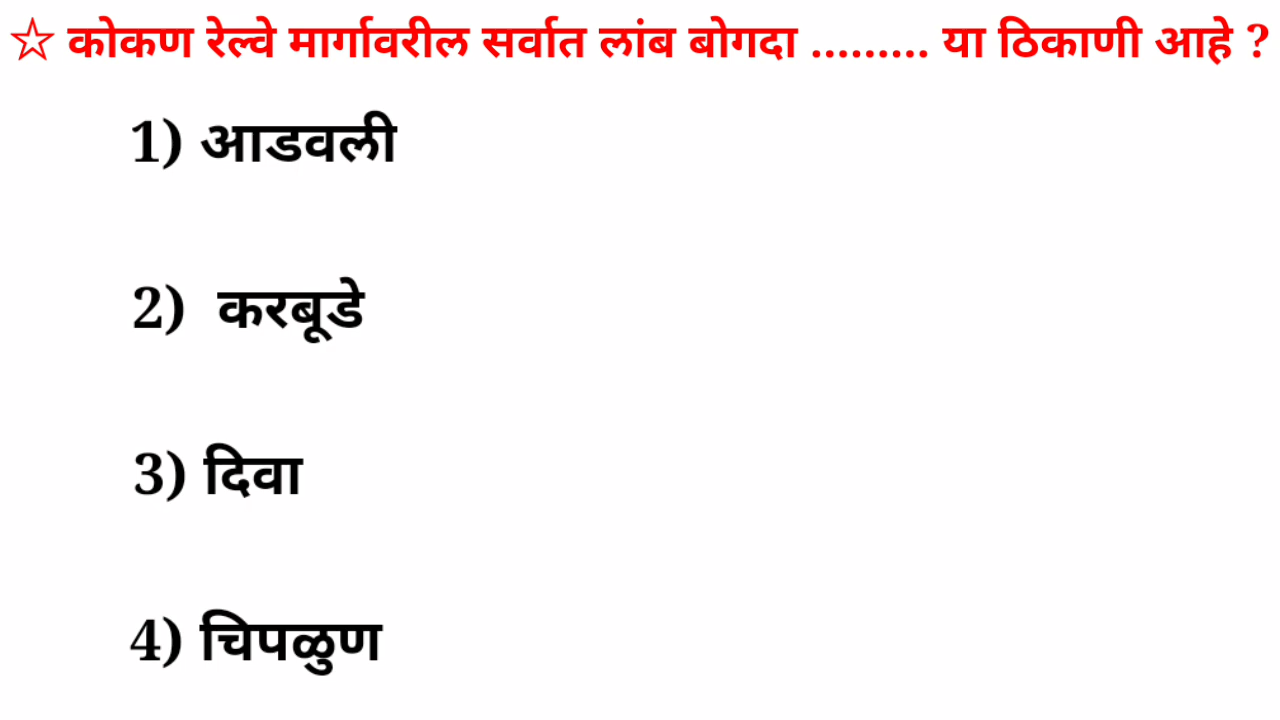 ☆ कोकण रेल्वे मार्गावरील सर्वात लांब बोगदा ......... या ठिकाणी आहे ?
1) आडवली
2) करबूडे
3) दिवा
4) चिपळुण